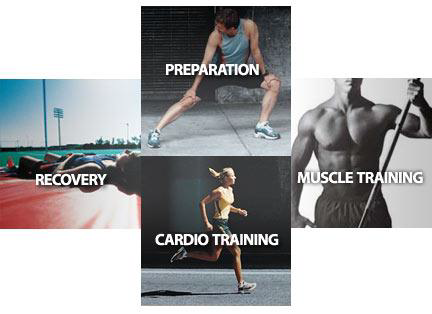 PREPARATION
RECOVERY
MUSCLE TRAINING
CARDIO TRAINING